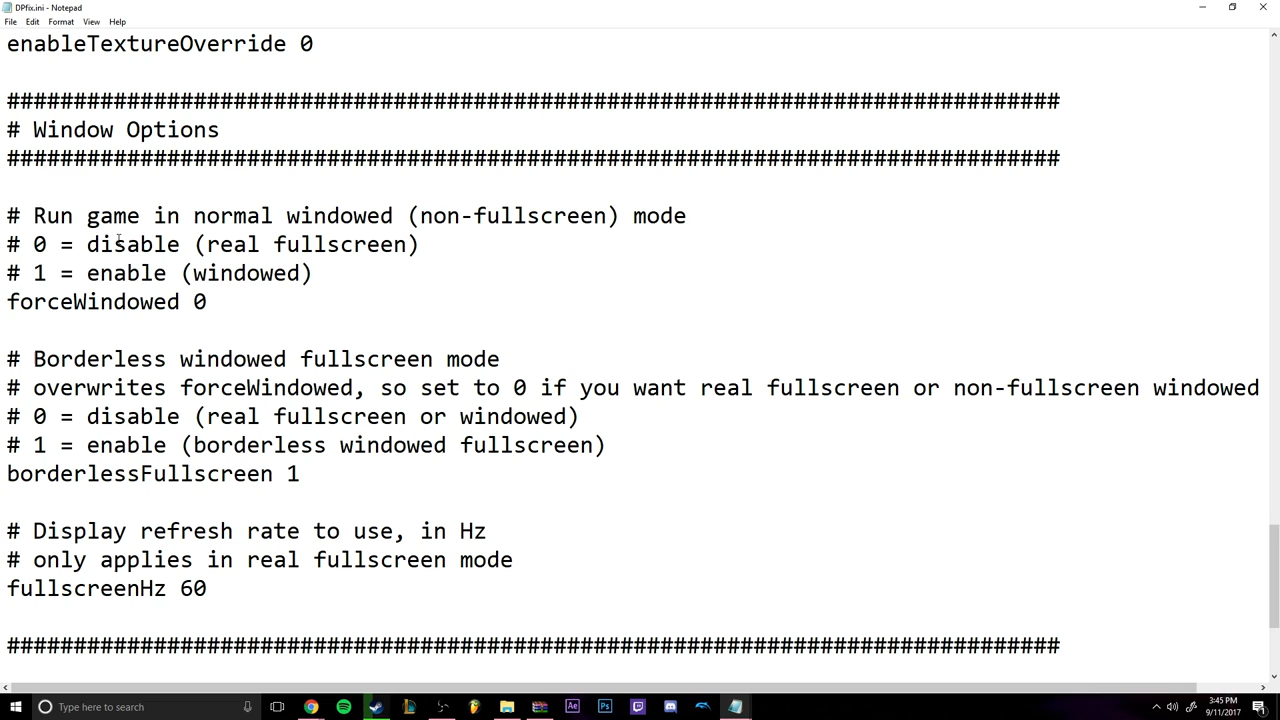 DPfix.ini - Notepad
File Edit Format View Help
enableTextureOverride 0
###############################################################################
# Window Options
###############################################################################
# Run game in normal windowed (non-fullscreen) mode
# 0 = disable (real fullscreen)
# 1 = enable (windowed)
forceWindowed 0
# Borderless windowed fullscreen mode
# overwrites forceWindowed, so set to 0 if you want real fullscreen or non-fullscreen windowed
# 0 = disable (real fullscreen or windowed)
# 1 = enable (borderless windowed fullscreen)
borderlessFullscreen 1
# Display refresh rate to use, in Hz
# only applies in real fullscreen mode
fullscreenHz 60
###############################################################################
Type here to search
Ae Ps
3:45 PM
9/11/2017